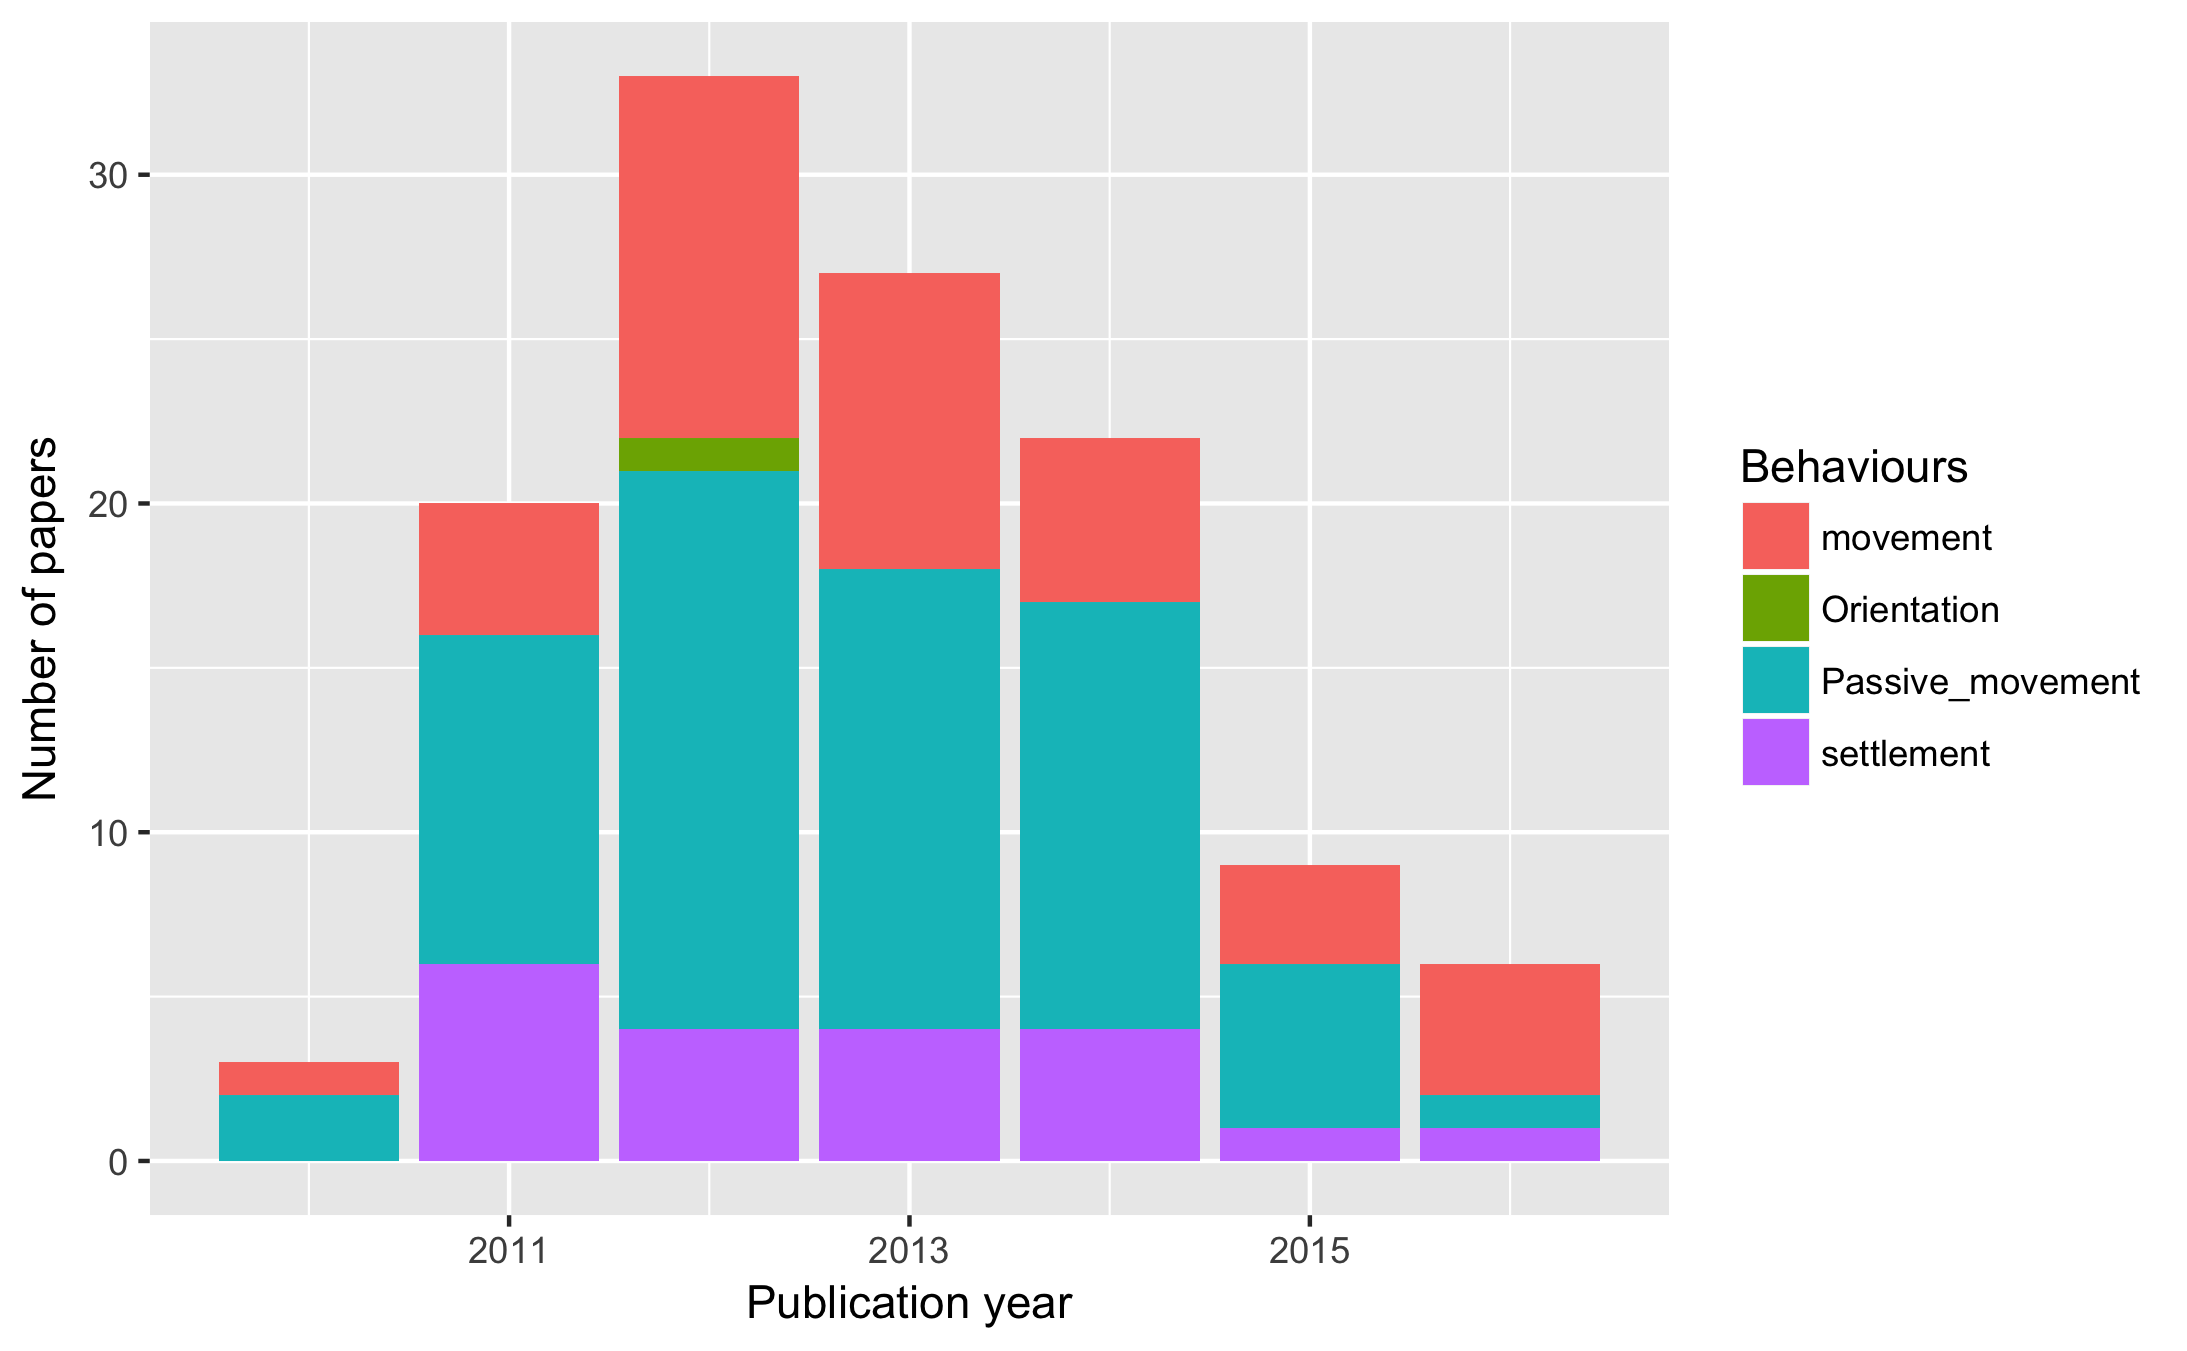 Number of papers
30
20
10
0
2011
2013
2015
Publication year
Behaviours
movement
Orientation
Passive_movement
settlement